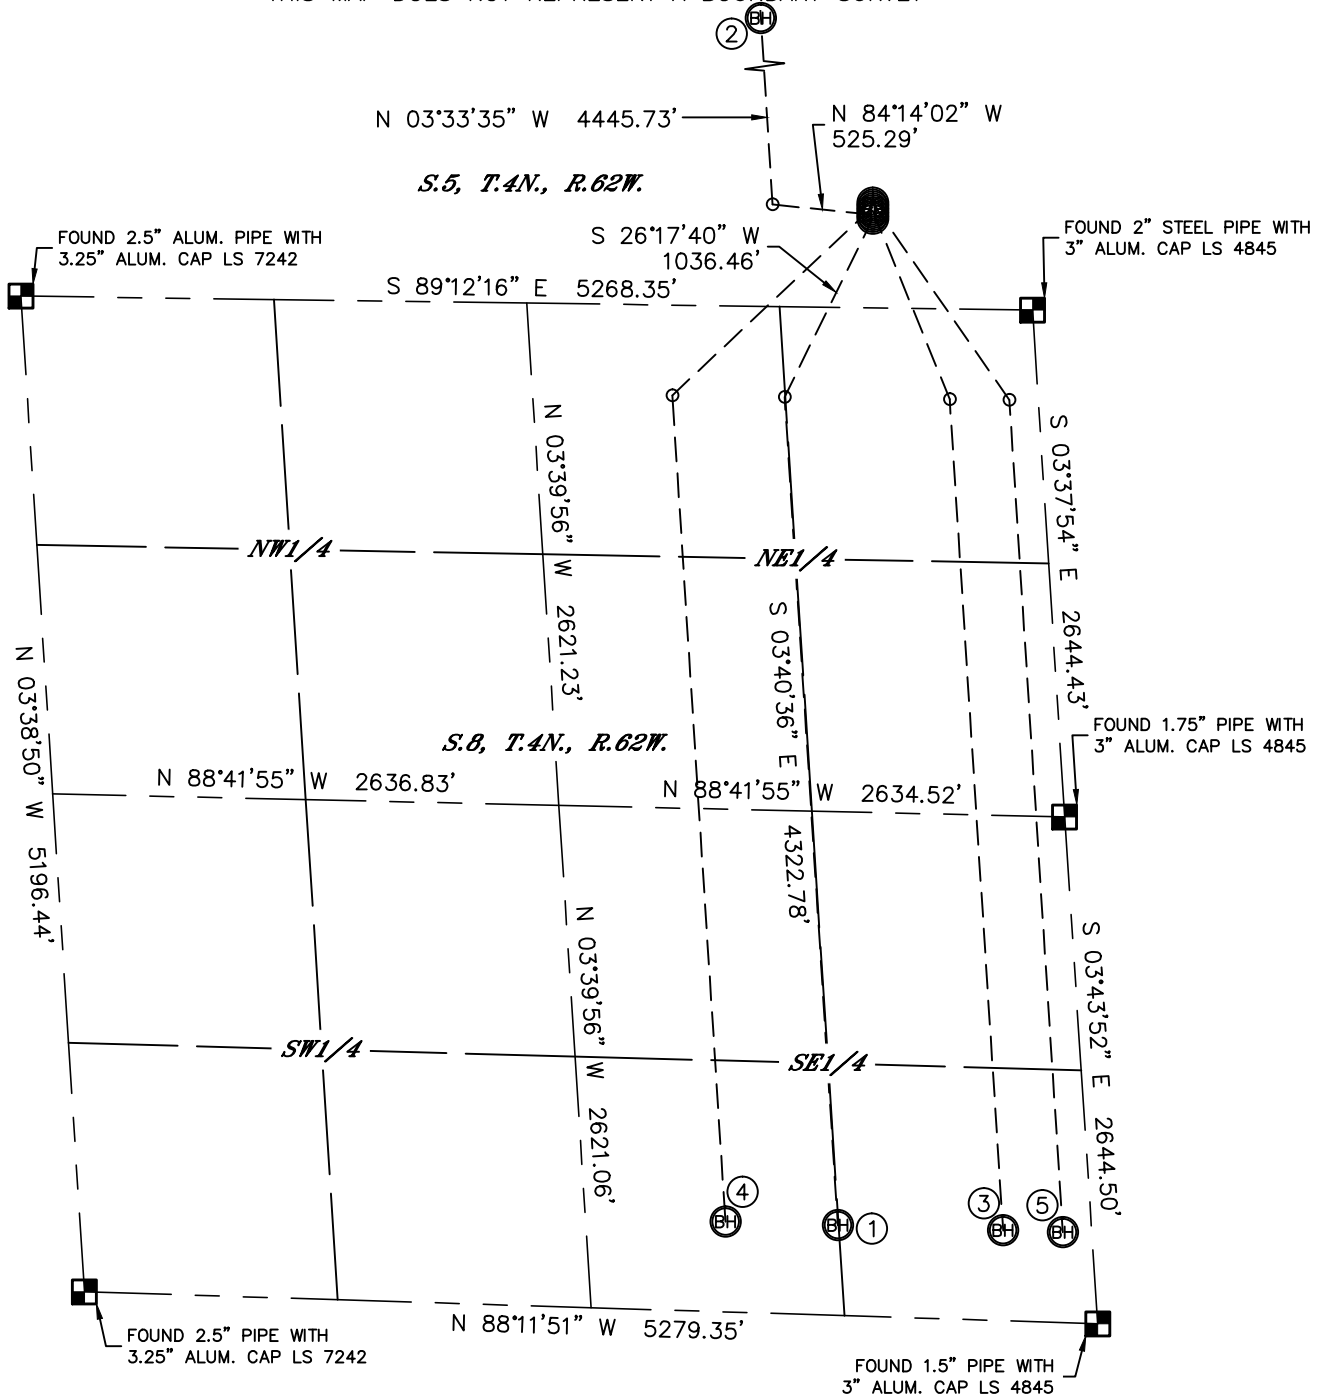 THIS MAP DOES NOT REPRESENT A BOUNDARY SURVEY
BH
2
N 03°33'35" W 4445.73'
N 84°14'02" W
525.29'
S.5, T.4N., R.62W.
FOUND 2.5" ALUM. PIPE WITH
3.25" ALUM. CAP LS 7242
S 26°17'40" W
1036.46'
FOUND 2" STEEL PIPE WITH
3" ALUM. CAP LS 4845
S 89°12'16" E 5268.35'
N 03°39'56" W 2621.23'
S 03°37'54" E 2644.43'
NW1/4
NE1/4
S 03°40'36" E 4322.78'
N 03°38'50" W 5196.44'
S.8, T.4N., R.62W.
FOUND 1.75" PIPE WITH
3" ALUM. CAP LS 4845
N 88°41'55" W 2636.83'
N 88°41'55" W 2634.52'
N 03°39'56" W 2621.06'
S 03°43'52" E 2644.50'
SW1/4
SE1/4
4
BH
BH
1
3
BH
5
BH
N 88°11'51" W 5279.35'
FOUND 2.5" PIPE WITH
3.25" ALUM. CAP LS 7242
FOUND 1.5" PIPE WITH
3" ALUM. CAP LS 4845